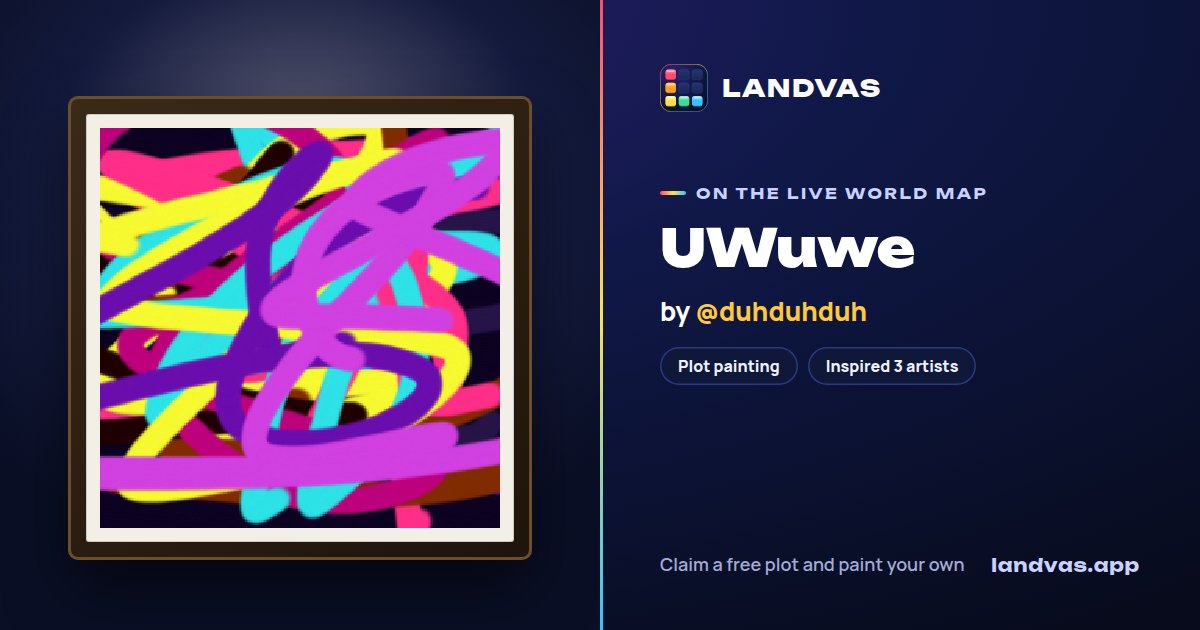 LANDVAS
ON THE LIVE WORLD MAP
UWuwe
by @duhduhduh
Plot painting
Inspired 3 artists
Claim a free plot and paint your own
landvas.app